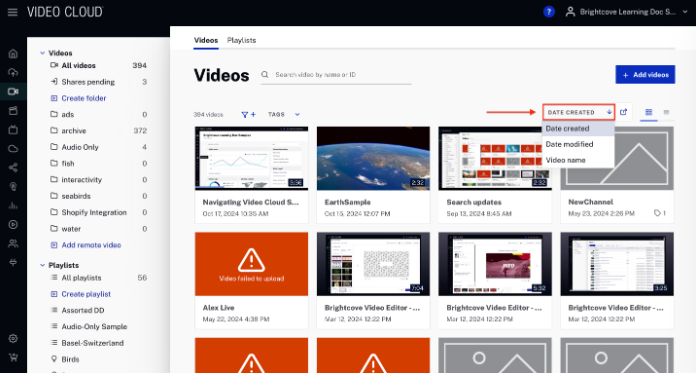 VIDEO CLOUD
?
Brightcove Learning Doc S...
Videos
All videos 394
Shares pending 3
Create folder
ads 0
archive 372
Audio Only 4
fish 0
interactivity 0
seabirds 0
Shopify Integration 0
water 0
Add remote video
Playlists
All playlists 56
Create playlist
Assorted DD
Audio-Only Sample
Basel-Switzerland
Birds
Videos Playlists
Videos
Search video by name or ID
+ Add videos
394 videos
TAGS
DATE CREATED
Date created
Date modified
Video name
5:36
Navigating Video Cloud S...
Oct 17, 2024 10:35 AM
2:32
EarthSample
Oct 15, 2024 12:07 PM
2:32
Search updates
Sep 13, 2024 8:45 AM
NewChannel
May 23, 2024 2:26 PM 1
Video failed to upload
Alex Live
May 22, 2024 4:38 PM
7:04
Brightcove Video Editor - ...
Mar 12, 2024 12:22 PM
5:32
Brightcove Video Editor - ...
Mar 12, 2024 12:22 PM
3:25
Brightcove Video Editor - ...
Mar 12, 2024 12:22 PM